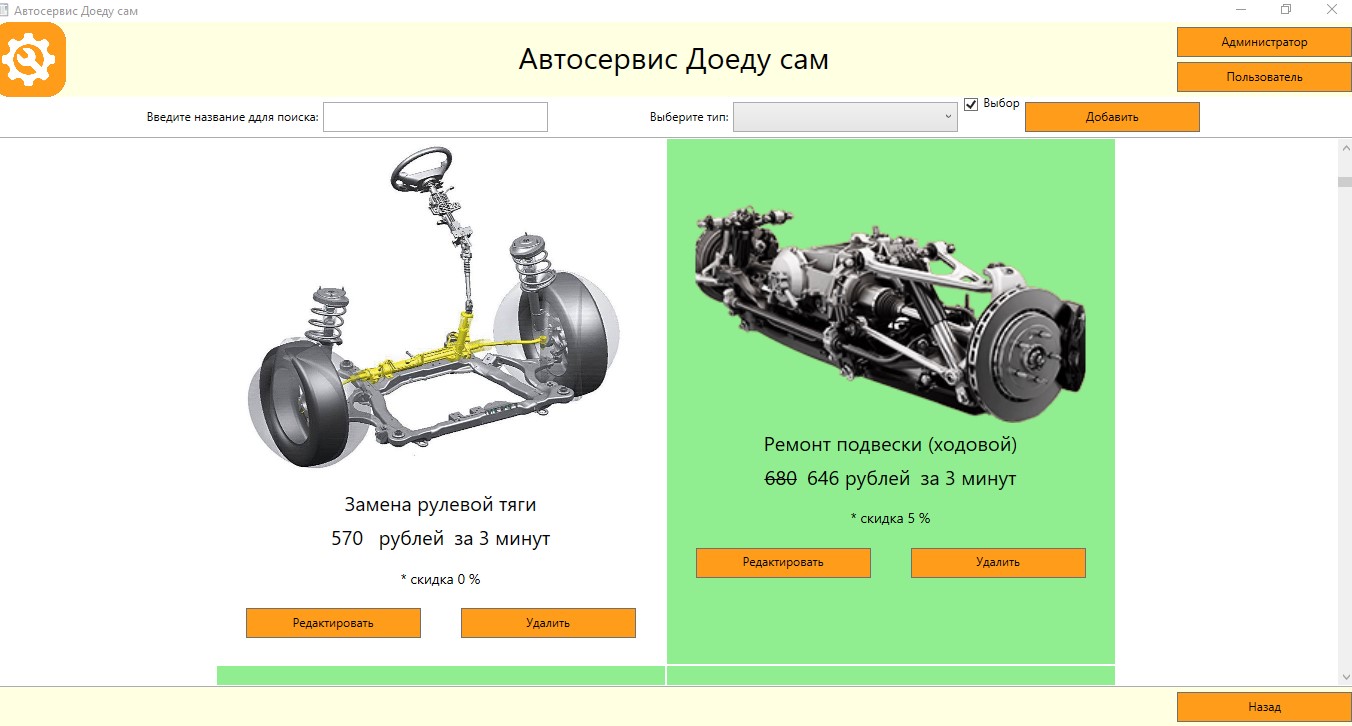 Автосервис Доеду сам
Автосервис Доеду сам
Администратор
Пользователь
Введите название ддля поиска:
Выберите тип:
Выбор
Добавить
Замена рулевой тяги
570 рублей за 3 минут
* скидка 0 %
Редактировать
Удалить
Ремонт подвески (ходовой)
680 646 рублей за 3 минут
* скидка 5 %
Редактировать
Удалить
Назад